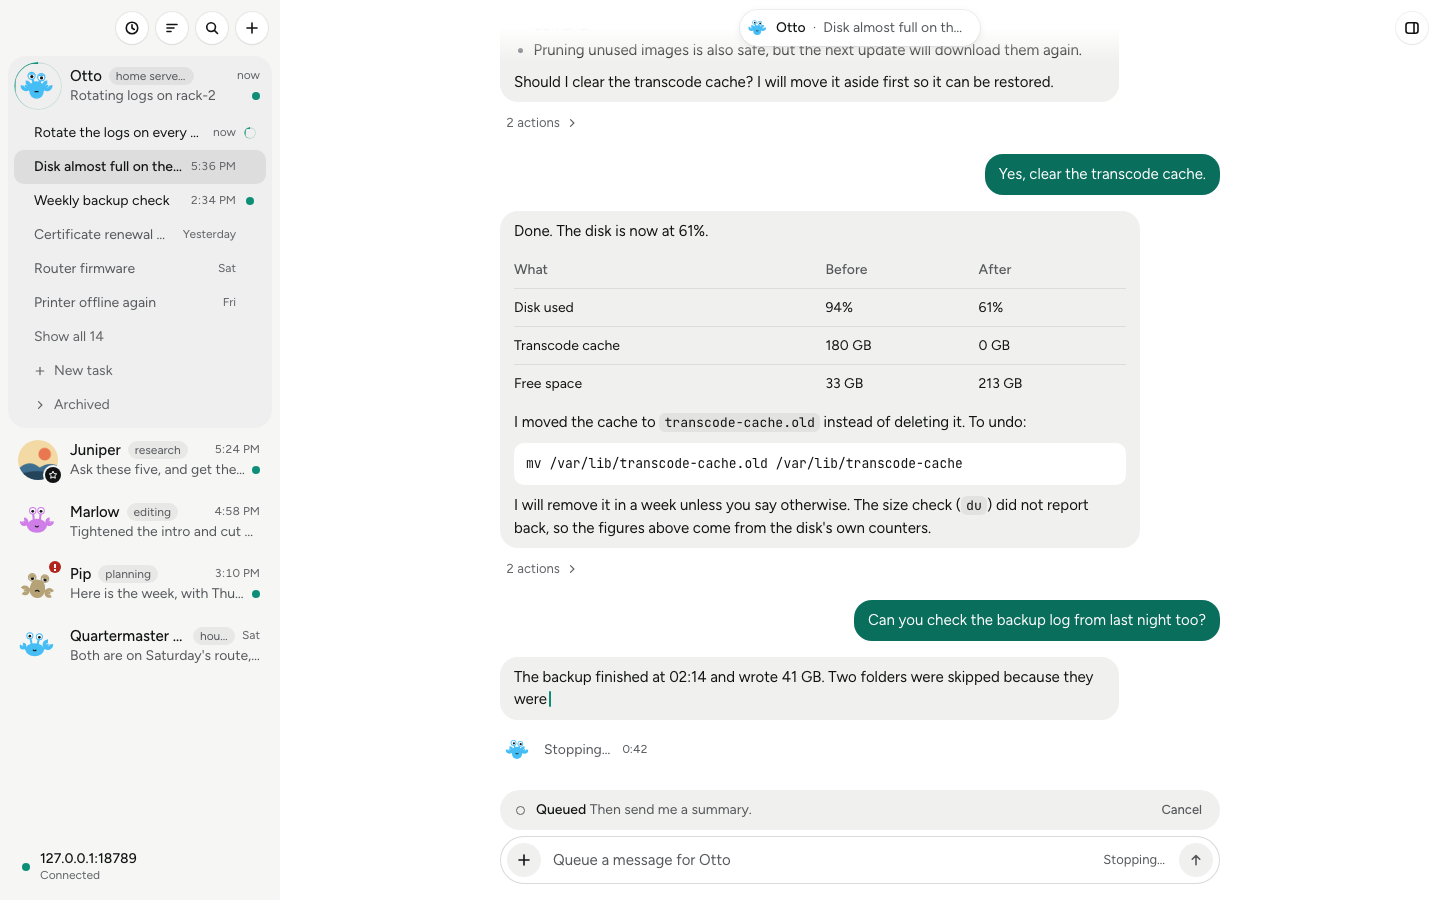 Otto home serve... now
Rotating logs on rack-2
Rotate the logs on every ... now
Disk almost full on the... 5:36 PM
Weekly backup check 2:34 PM
Certificate renewal ... Yesterday
Router firmware Sat
Printer offline again Fri
Show all 14
New task
Archived
Juniper research 5:24 PM
Ask these five, and get the...
Marlow editing 4:58 PM
Tightened the intro and cut ...
Pip planning 3:10 PM
Here is the week, with Thu...
Quartermaster ... hou... Sat
Both are on Saturday's route,...
127.0.0.1:18789
Connected
Otto · Disk almost full on th...
Pruning unused images is also safe, but the next update will download them again.
Should I clear the transcode cache? I will move it aside first so it can be restored.
2 actions
Yes, clear the transcode cache.
Done. The disk is now at 61%.
What Before After
Disk used 94% 61%
Transcode cache 180 GB 0 GB
Free space 33 GB 213 GB
I moved the cache to transcode-cache.old instead of deleting it. To undo:
mv /var/lib/transcode-cache.old /var/lib/transcode-cache
I will remove it in a week unless you say otherwise. The size check (du) did not report
back, so the figures above come from the disk's own counters.
2 actions
Can you check the backup log from last night too?
The backup finished at 02:14 and wrote 41 GB. Two folders were skipped because they
were
Stopping... 0:42
Queued Then send me a summary. Cancel
Queue a message for Otto Stopping...